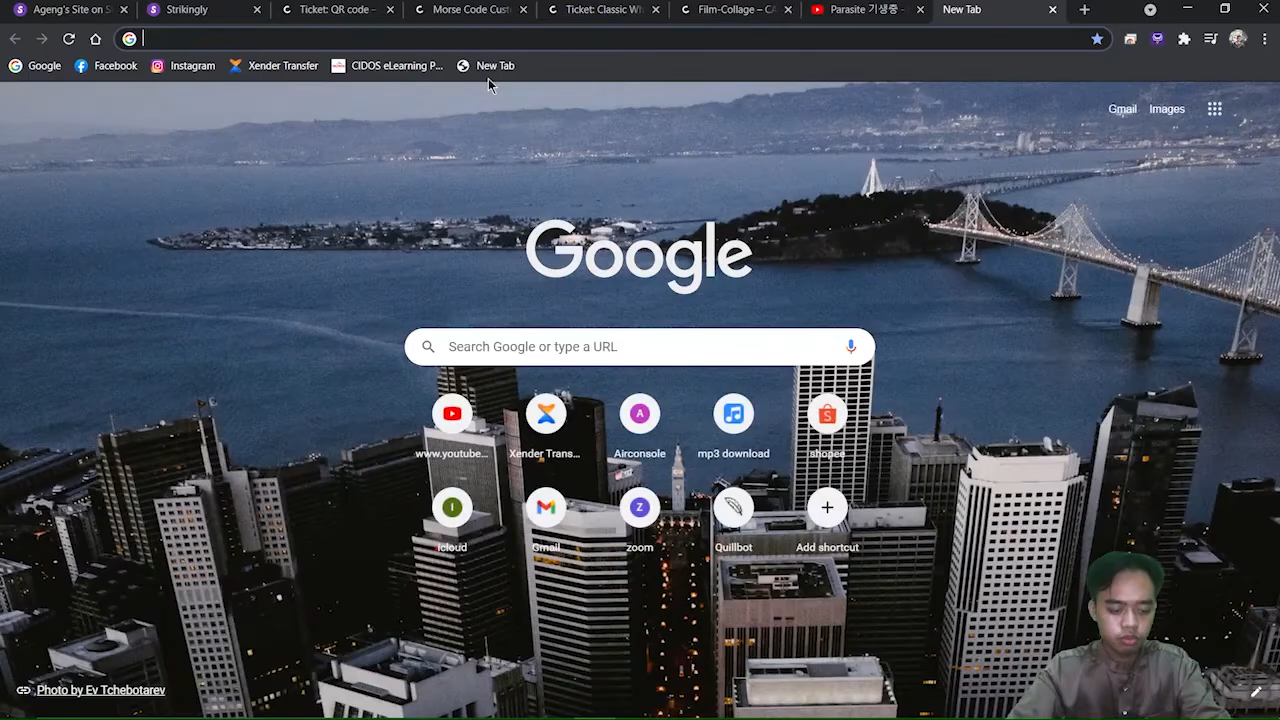 Ageng's Site on S
Strikingly
Ticket: QR code -
Morse Code Cust
Ticket: Classic Wh
Film-Collage – CA
Parasite 기생충 -
New Tab
Google
Facebook
Instagram
Xender Transfer
CIDOS eLearning P...
New Tab
Gmail
Images
Google
Search Google or type a URL
www.youtube...
Xender Trans...
A
Airconsole
mp3 download
shopee
I
icloud
Gmail
Z
zoom
Quillbot
Add shortcut
Photo by Ev Tchebotarev